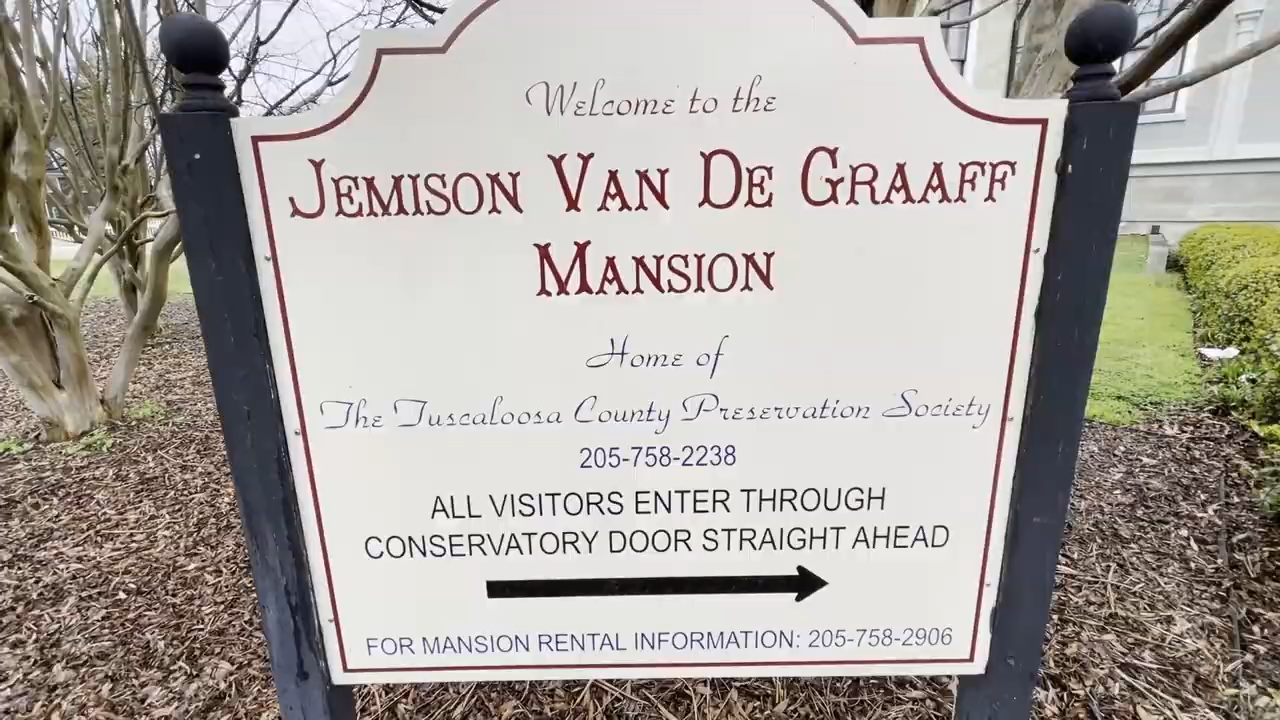 Welcome to the
JEMISON VAN DE GRAAFF
MANSION
Home of
The Tuscaloosa County Preservation Society
205-758-2238
ALL VISITORS ENTER THROUGH
CONSERVATORY DOOR STRAIGHT AHEAD
FOR MANSION RENTAL INFORMATION: 205-758-2906